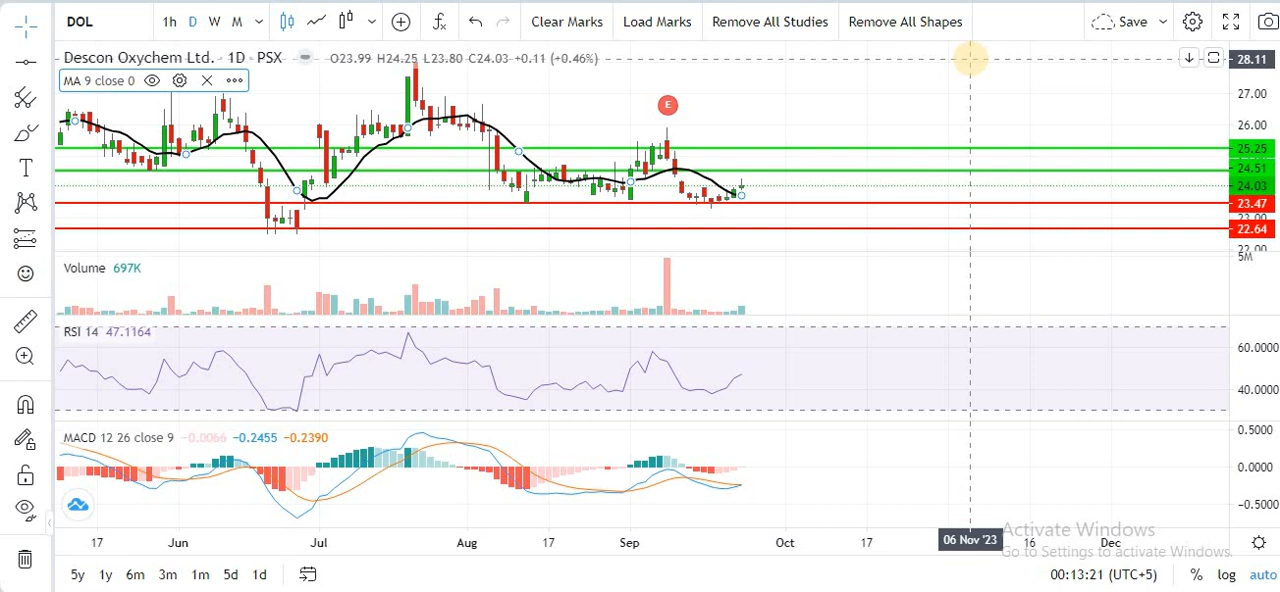 DOL 1h D W M Clear Marks Load Marks Remove All Studies Remove All Shapes Save
Descon Oxychem Ltd. · 1D · PSX O23.99 H24.25 L23.80 C24.03 +0.11 (+0.46%)
28.11
MA 9 close 0
27.00
E
26.00
25.25
24.51
24.03
23.47
23.00
22.64
22.00
5M
Volume 697K
RSI 14 47.1164
60.0000
40.0000
MACD 12 26 close 9 −0.0066 −0.2455 −0.2390
0.5000
0.0000
−0.5000
Activate Windows
17 Jun Jul Aug 17 Sep Oct 17 06 Nov '23 16 Dec
Go to Settings to activate Windows.
5y 1y 6m 3m 1m 5d 1d 00:13:21 (UTC+5) % log auto